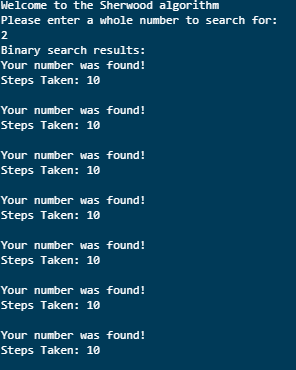 Welcome to the Sherwood algorithm
Please enter a whole number to search for:
2
Binary search results:
Your number was found!
Steps Taken: 10
Your number was found!
Steps Taken: 10
Your number was found!
Steps Taken: 10
Your number was found!
Steps Taken: 10
Your number was found!
Steps Taken: 10
Your number was found!
Steps Taken: 10
Your number was found!
Steps Taken: 10